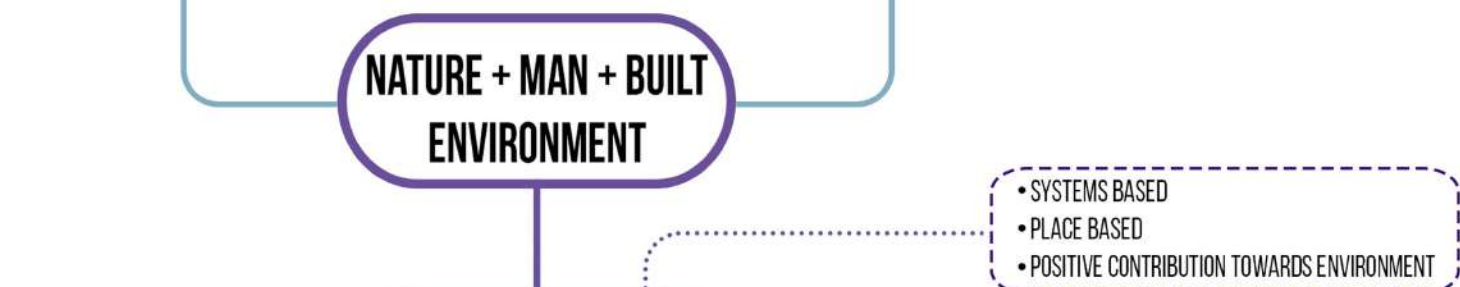 NATURE + MAN + BUILT
ENVIRONMENT
• SYSTEMS BASED
• PLACE BASED
• POSITIVE CONTRIBUTION TOWARDS ENVIRONMENT